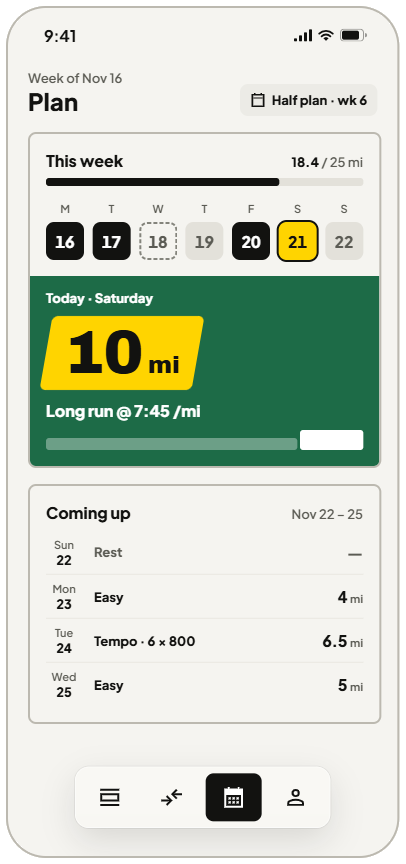 9:41
Week of Nov 16
Plan
Half plan · wk 6
This week
18.4 / 25 mi
M T W T F S S
16 17 18 19 20 21 22
Today · Saturday
10 mi
Long run @ 7:45 /mi
Coming up
Nov 22 – 25
Sun
22
Rest
—
Mon
23
Easy
4 mi
Tue
24
Tempo · 6 × 800
6.5 mi
Wed
25
Easy
5 mi